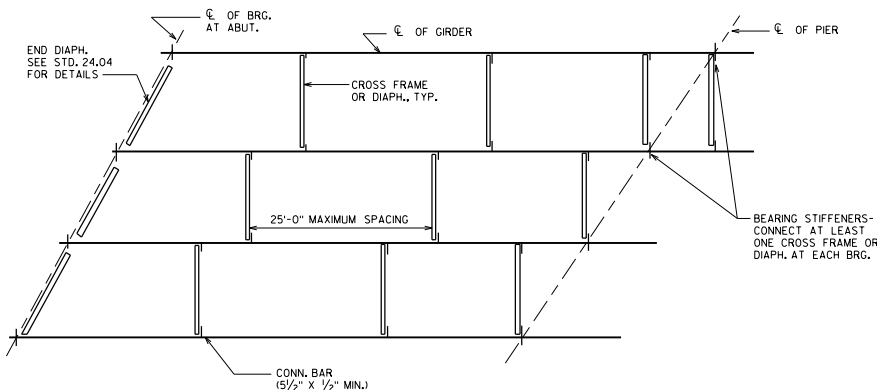 ℄ OF BRG.
AT ABUT.
℄ OF GIRDER
℄ OF PIER
END DIAPH.
SEE STD. 24.04
FOR DETAILS
CROSS FRAME
OR DIAPH., TYP.
25'-0" MAXIMUM SPACING
BEARING STIFFENERS-
CONNECT AT LEAST
ONE CROSS FRAME OR
DIAPH. AT EACH BRG.
CONN. BAR
(5½" X ½" MIN.)